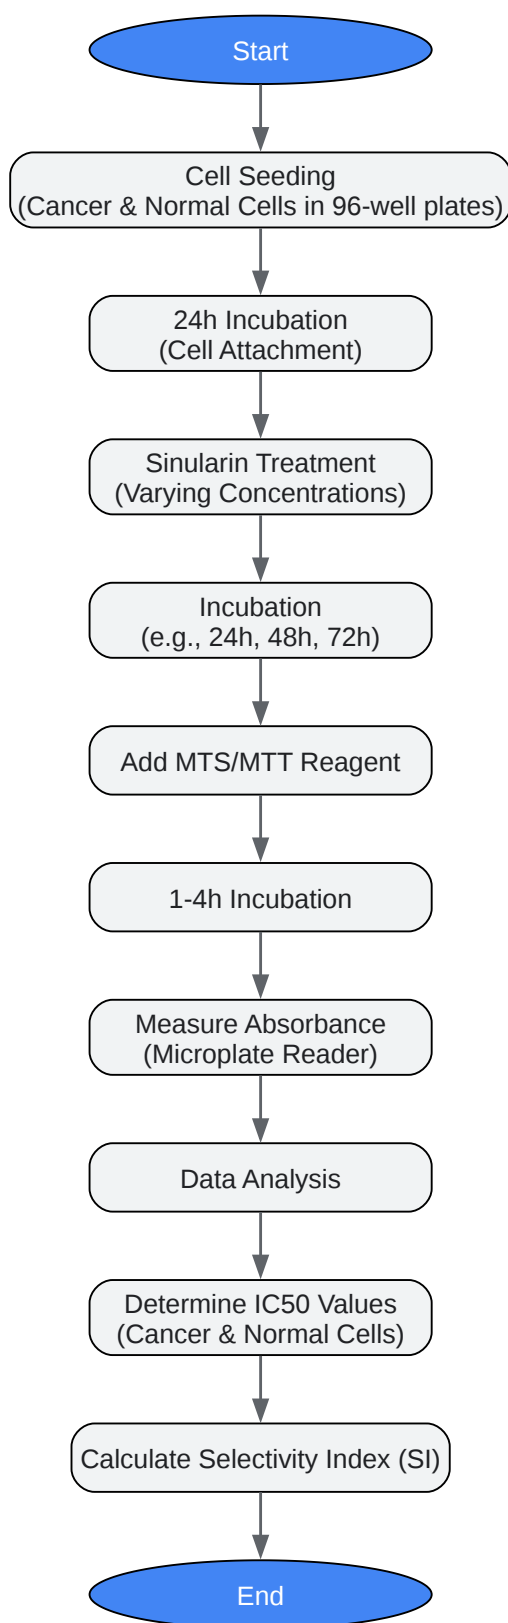 Start
Cell Seeding
(Cancer & Normal Cells in 96-well plates)
24h Incubation
(Cell Attachment)
Sinularin Treatment
(Varying Concentrations)
Incubation
(e.g., 24h, 48h, 72h)
Add MTS/MTT Reagent
1-4h Incubation
Measure Absorbance
(Microplate Reader)
Data Analysis
Determine IC50 Values
(Cancer & Normal Cells)
Calculate Selectivity Index (SI)
End